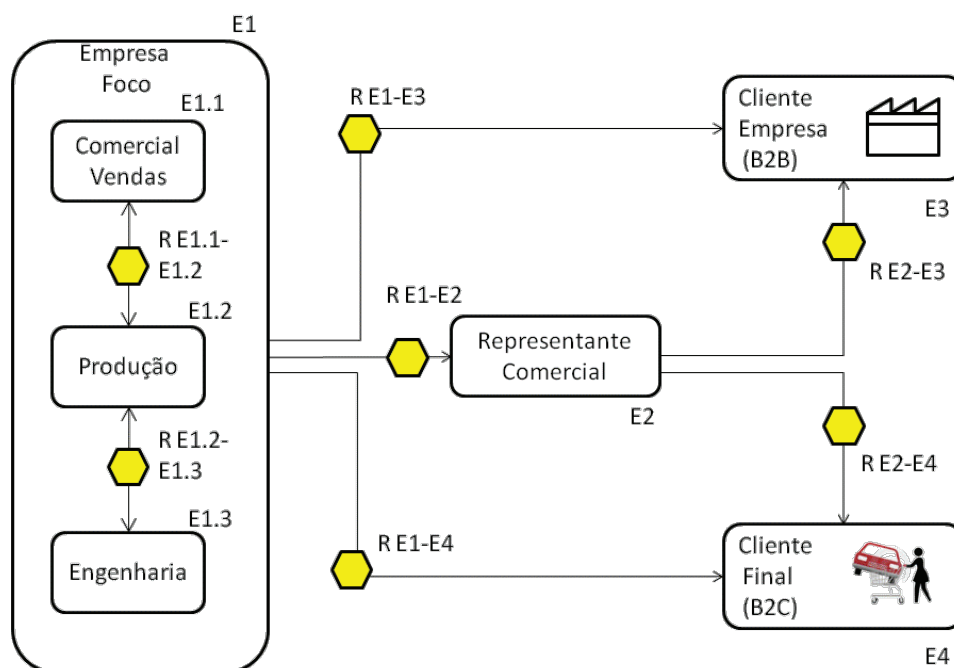 E1
Empresa
Foco
E1.1
Comercial
Vendas
R E1.1-
E1.2
E1.2
Produção
R E1.2-
E1.3
E1.3
Engenharia
R E1-E3
R E1-E2
R E1-E4
Representante
Comercial
E2
Cliente
Empresa
(B2B)
E3
R E2-E3
R E2-E4
Cliente
Final
(B2C)
E4